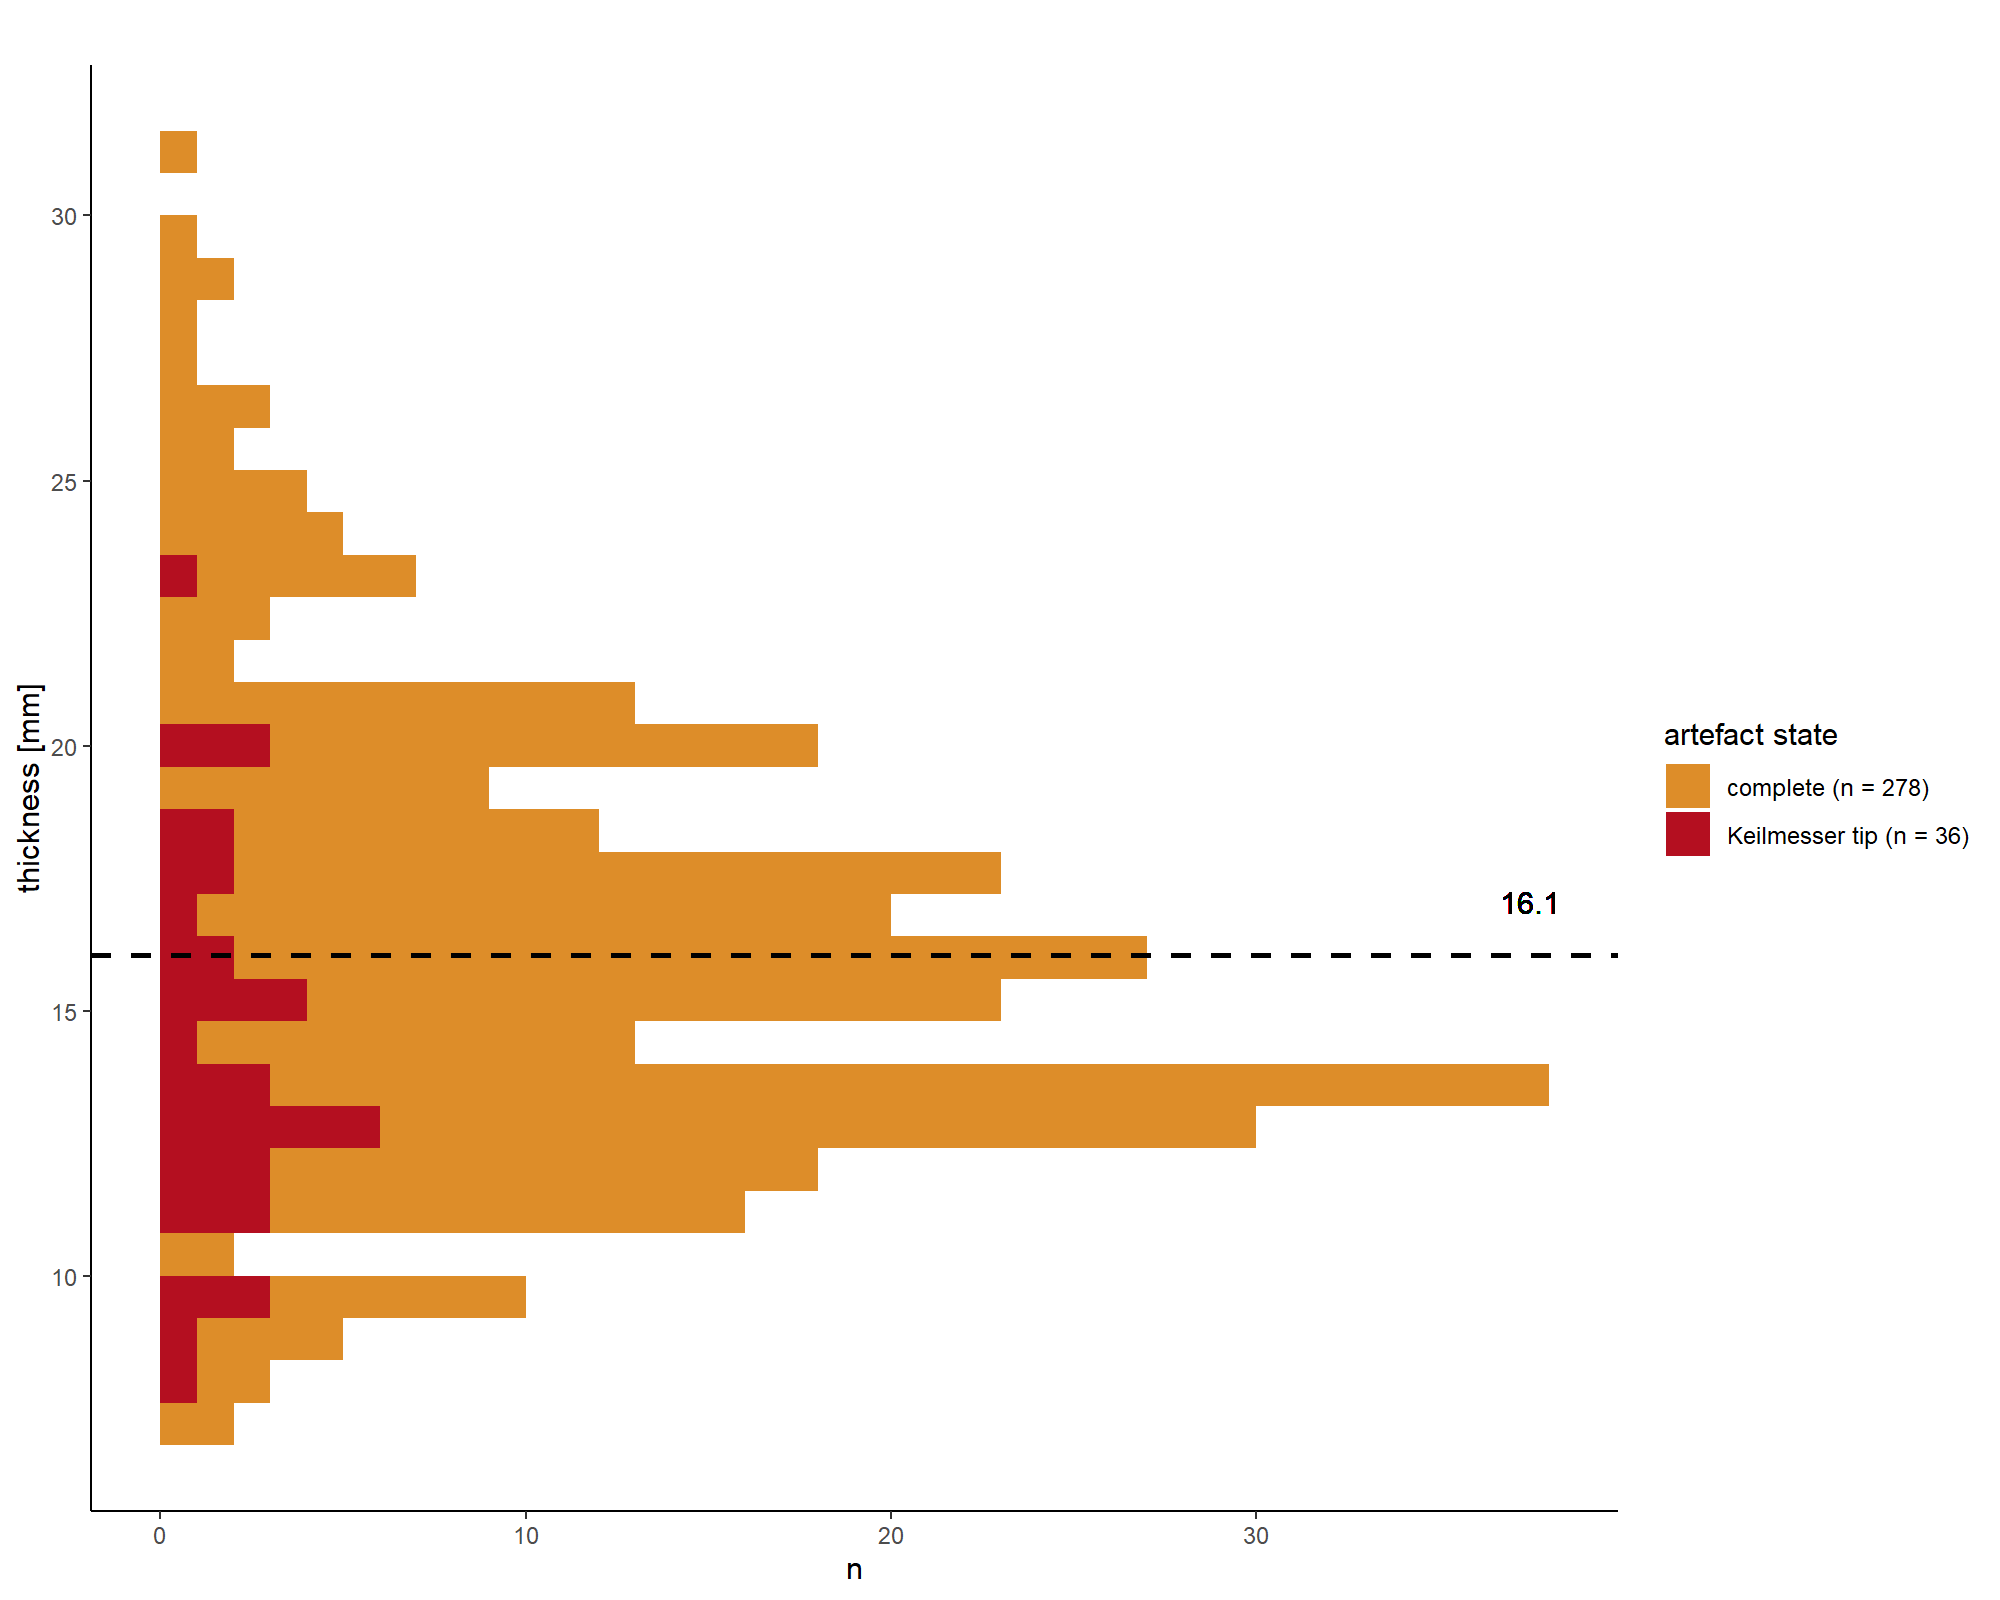 30
25
20
15
10
thickness [mm]
0
10
20
30
n
16.1
artefact state
complete (n = 278)
Keilmesser tip (n = 36)